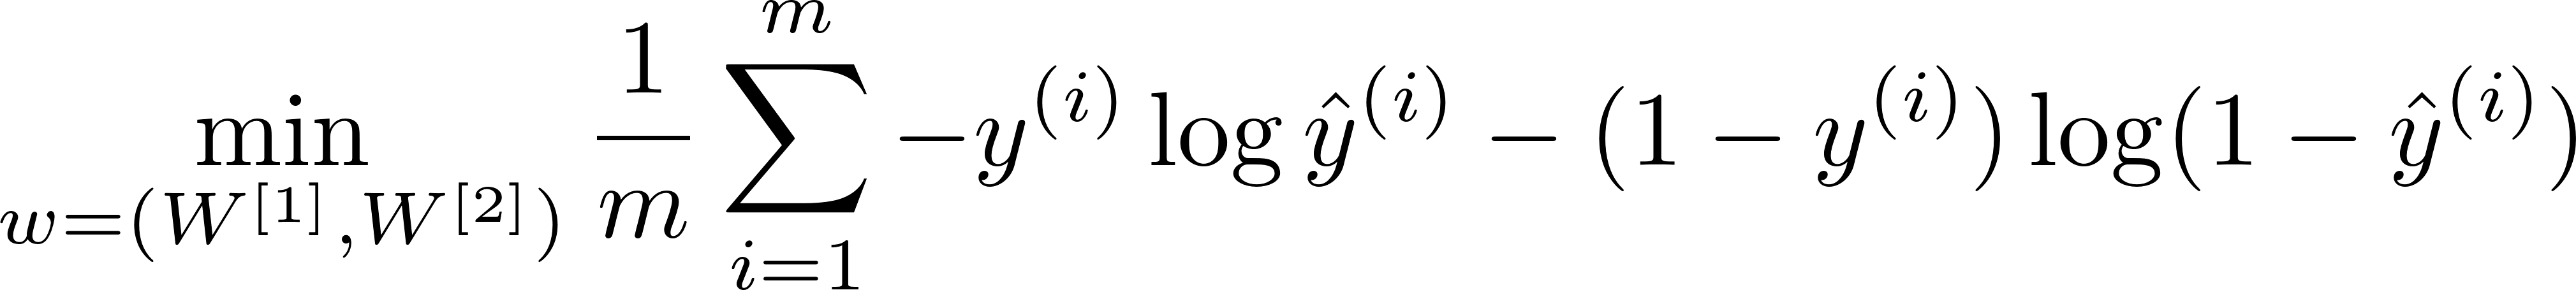 \min_{w=(W^{[1]},W^{[2]})} \frac{1}{m} \sum_{i=1}^{m} -y^{(i)} \log \hat{y}^{(i)} - (1 - y^{(i)}) \log(1 - \hat{y}^{(i)})